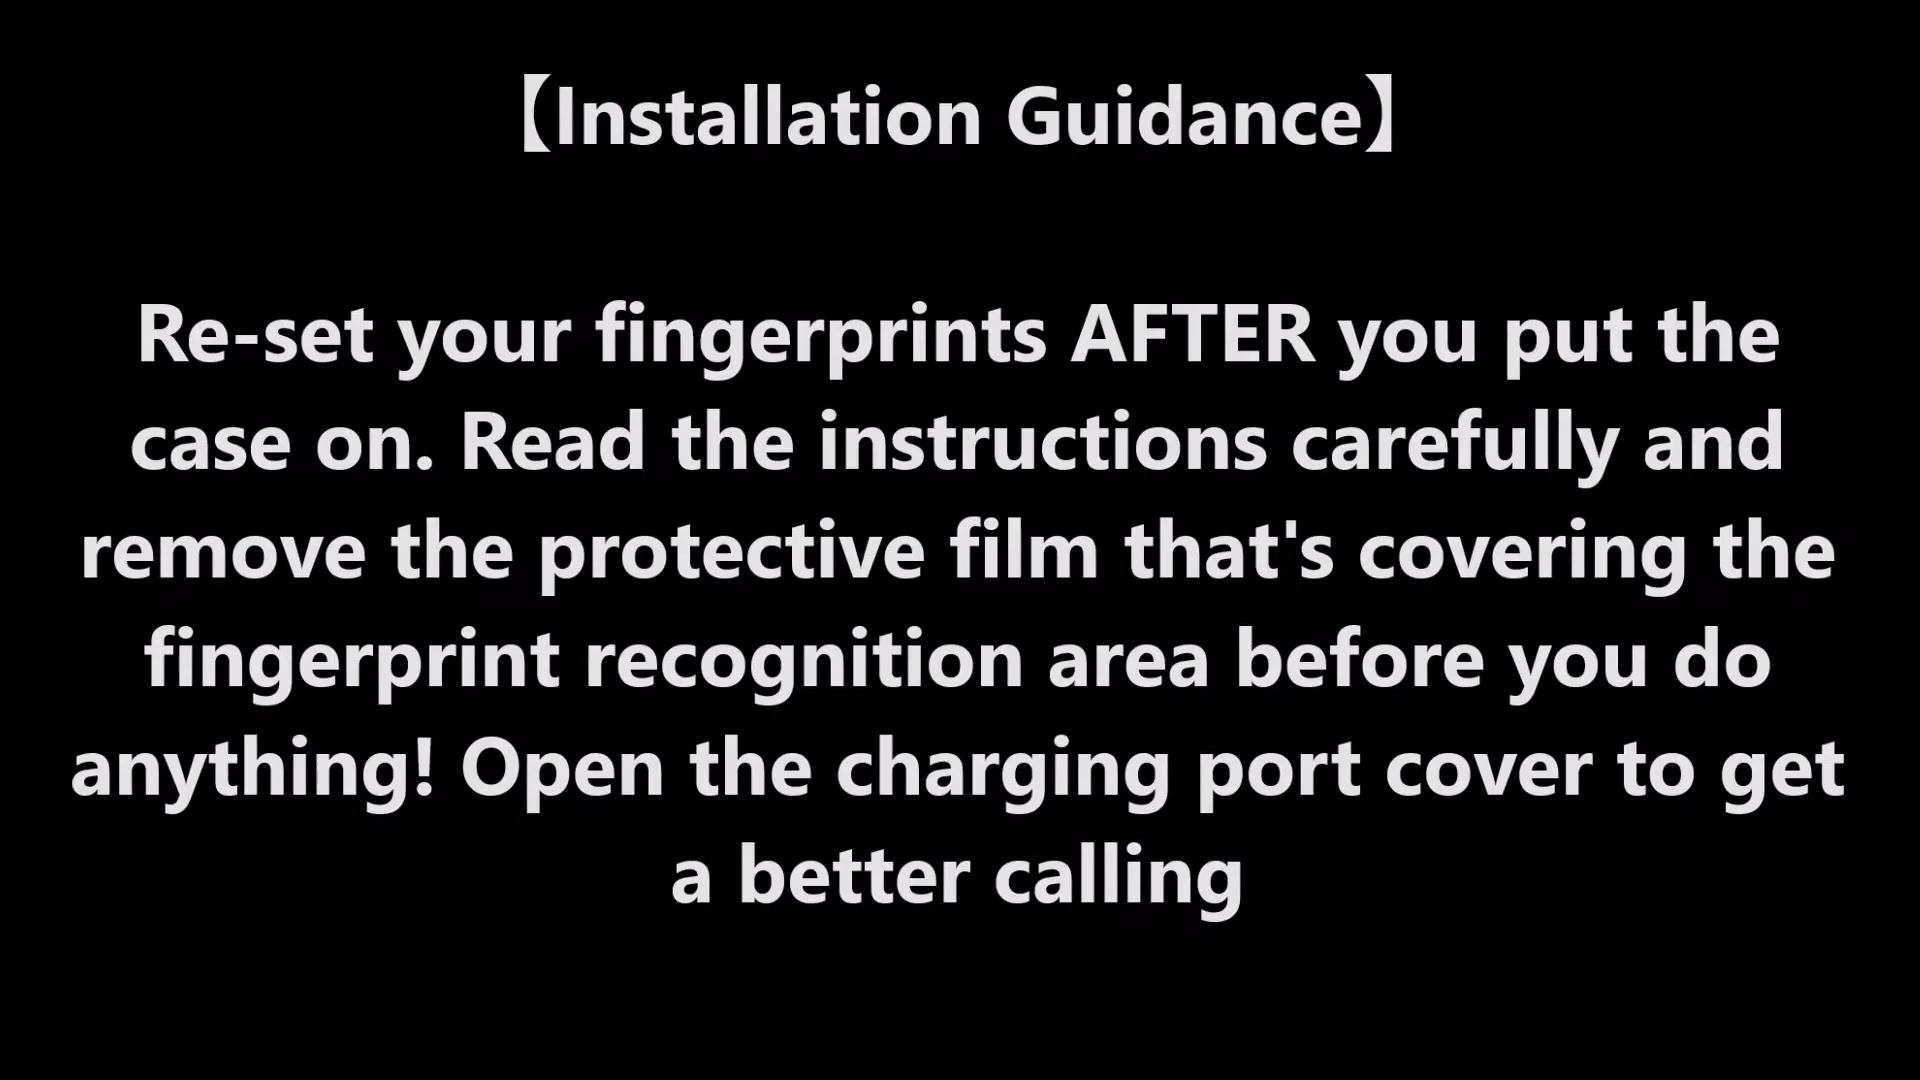 【Installation Guidance】
Re-set your fingerprints AFTER you put the
case on. Read the instructions carefully and
remove the protective film that's covering the
fingerprint recognition area before you do
anything! Open the charging port cover to get
a better calling